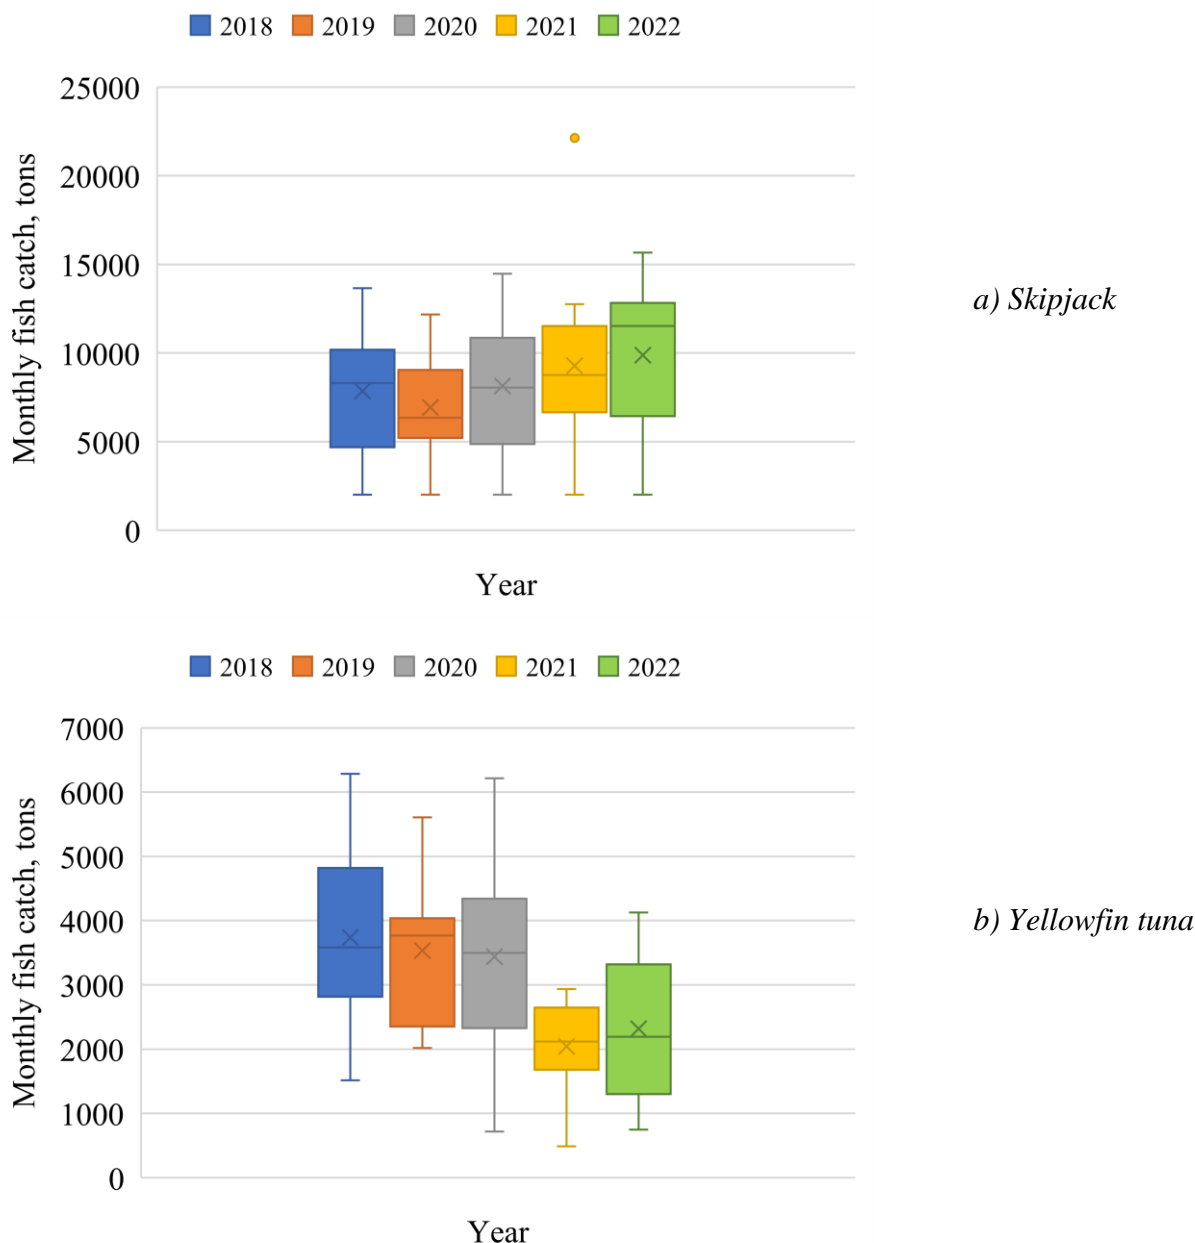 2018 2019 2020 2021 2022
25000
20000
15000
10000
5000
0
Monthly fish catch, tons
Year
a) Skipjack
2018 2019 2020 2021 2022
7000
6000
5000
4000
3000
2000
1000
0
Monthly fish catch, tons
Year
b) Yellowfin tuna